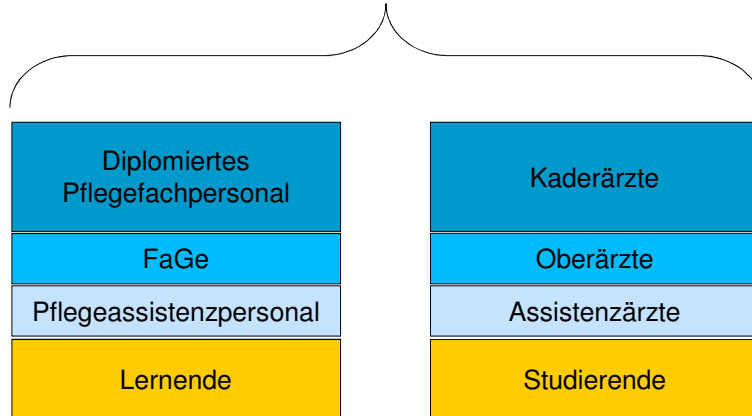 Diplomiertes
Pflegefachpersonal
FaGe
Pflegeassistenzpersonal
Lernende
Kaderärzte
Oberärzte
Assistenzärzte
Studierende